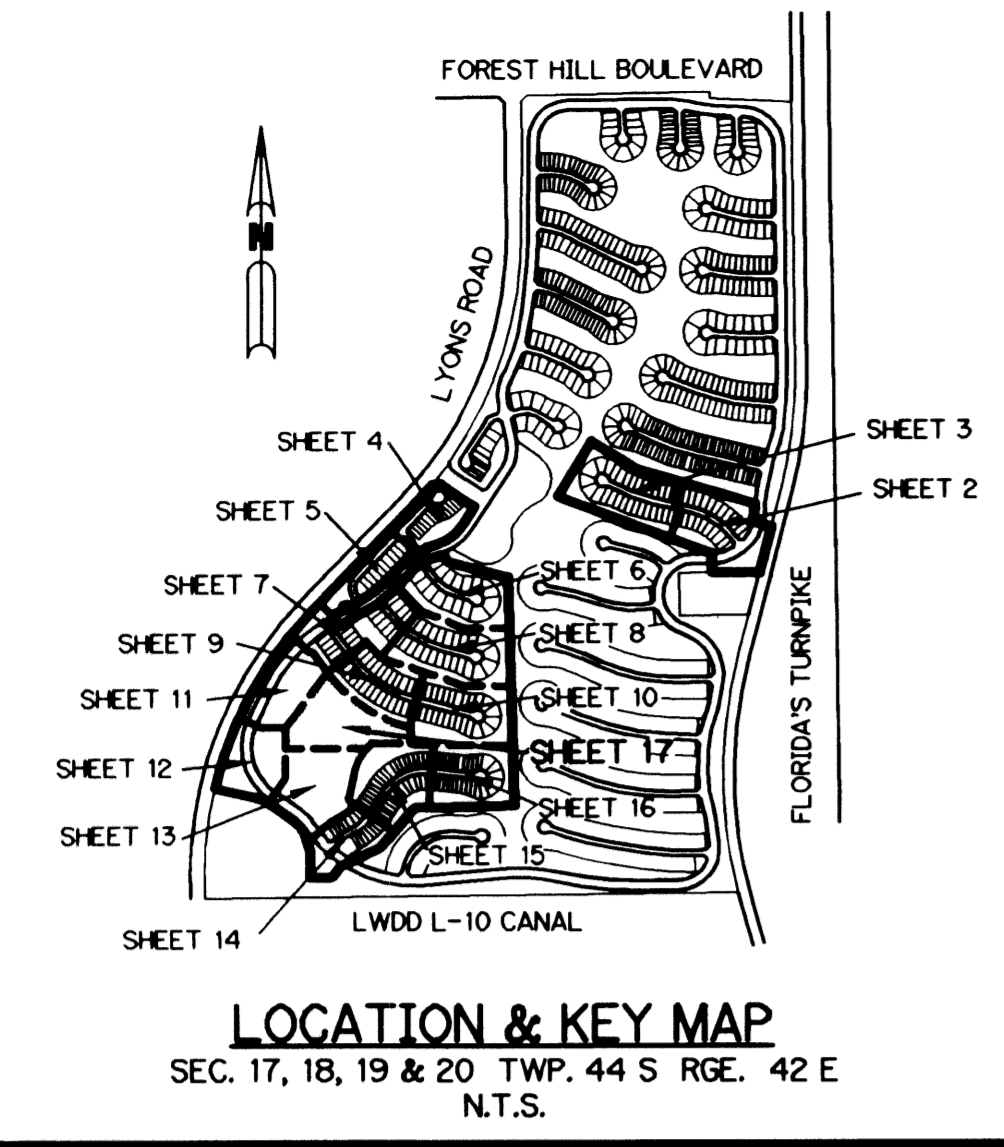 FOREST HILL BOULEVARD
N
LYONS ROAD
SHEET 3
SHEET 4
SHEET 2
SHEET 5
SHEET 6
SHEET 7
FLORIDA'S TURNPIKE
SHEET 8
SHEET 9
SHEET 10
SHEET 11
SHEET 17
SHEET 12
SHEET 16
SHEET 13
SHEET 15
LWDD L-10 CANAL
SHEET 14
LOCATION & KEY MAP
SEC. 17, 18, 19 & 20 TWP. 44 S RGE. 42 E
N.T.S.